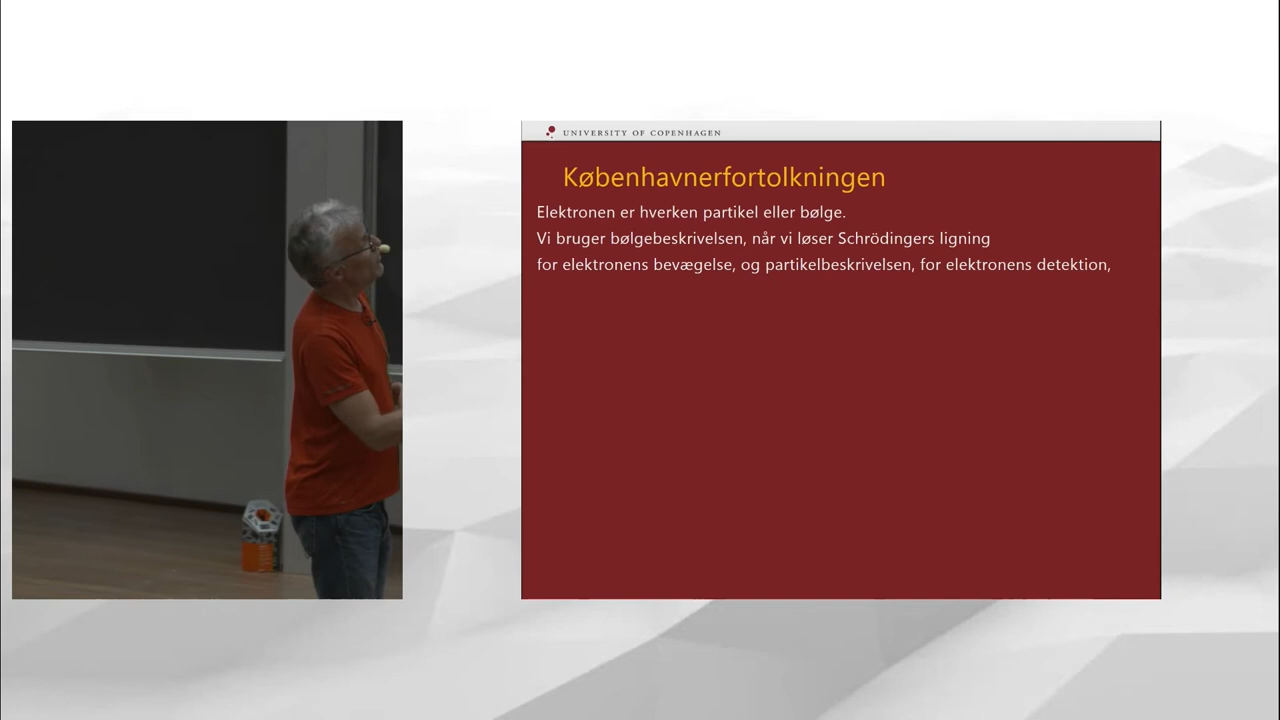 UNIVERSITY OF COPENHAGEN
Københavnerfortolkningen
Elektronen er hverken partikel eller bølge.
Vi bruger bølgebeskrivelsen, når vi løser Schrödingers ligning
for elektronens bevægelse, og partikelbeskrivelsen, for elektronens detektion,